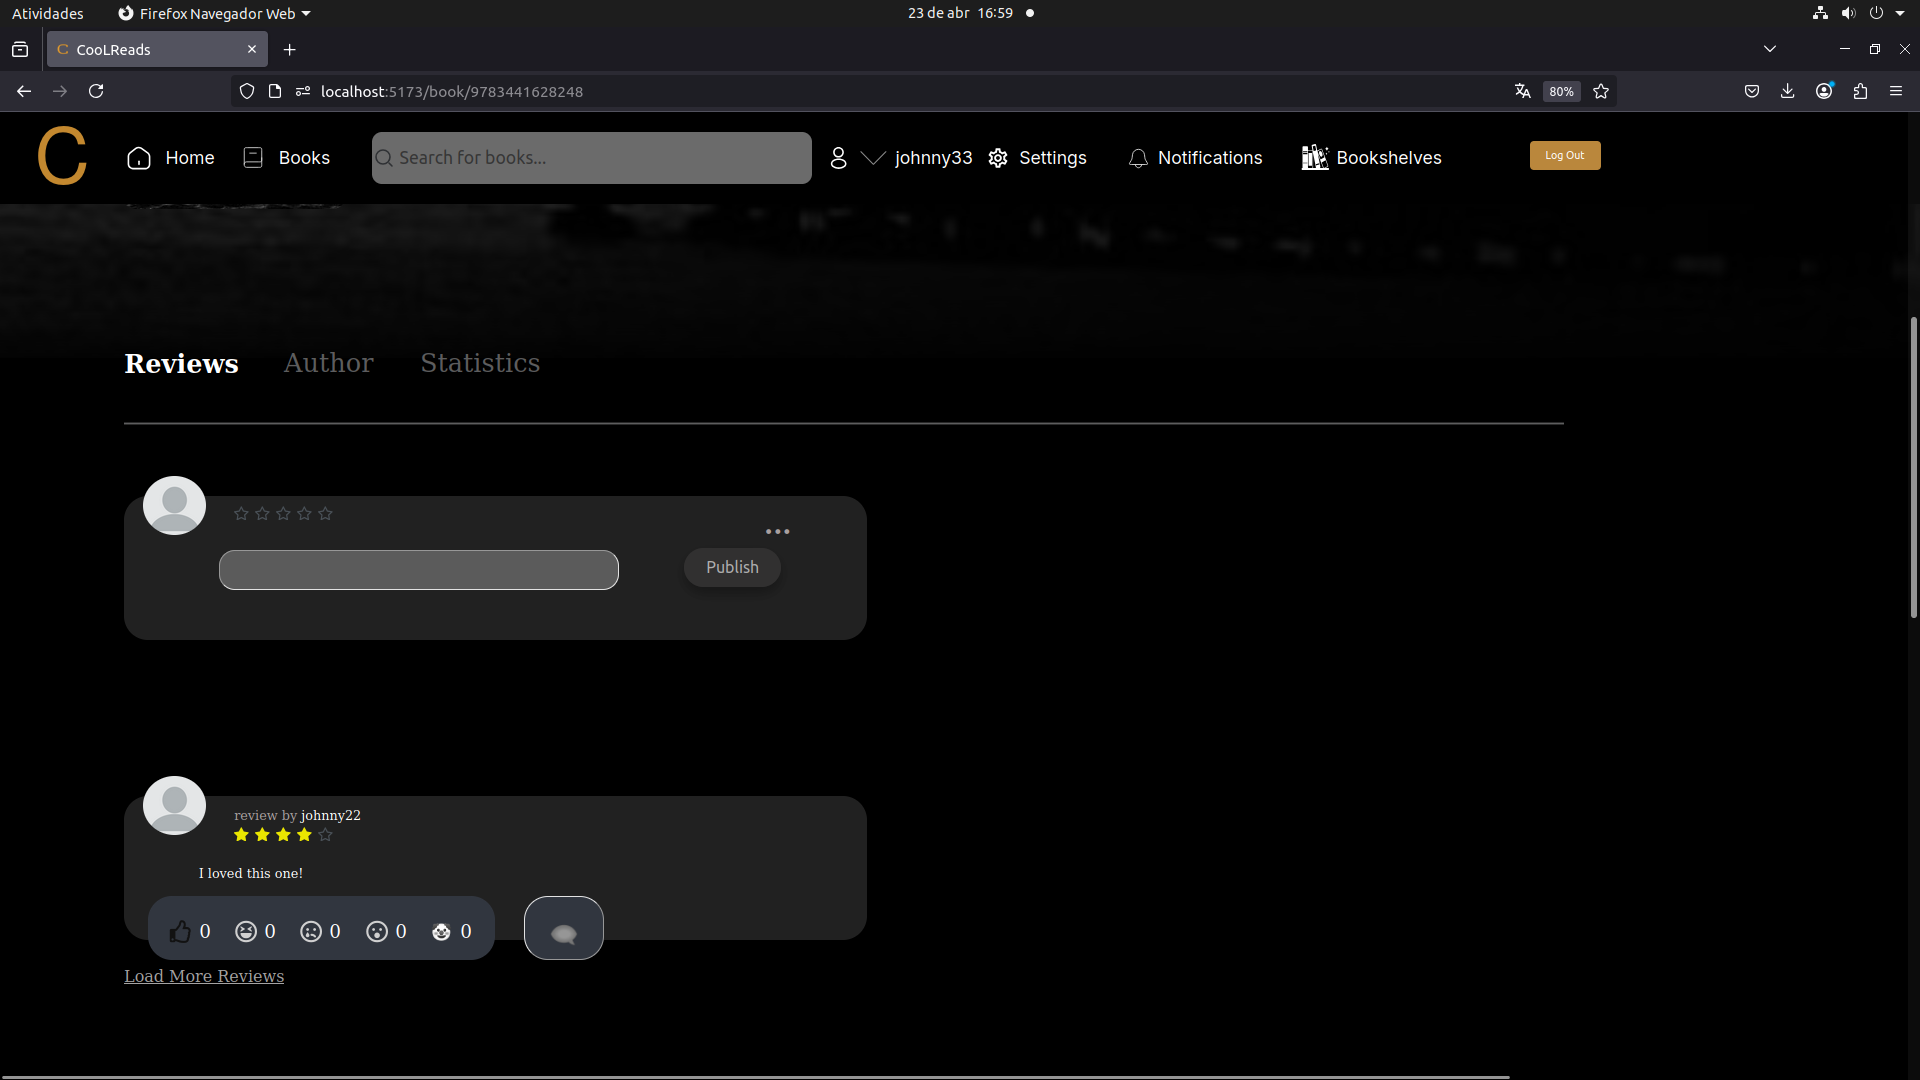 Atividades Firefox Navegador Web 23 de abr 16:59
C CooLReads
localhost:5173/book/9783441628248 80%
C Home Books Search for books... johnny33 Settings Notifications Bookshelves Log Out
Reviews Author Statistics
Publish
review by johnny22
I loved this one!
0 0 0 0 0
Load More Reviews